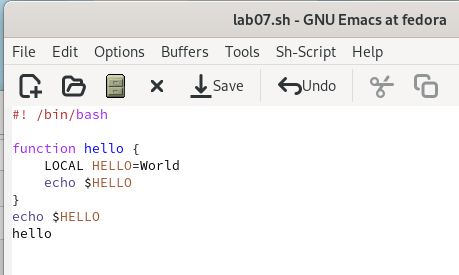 lab07.sh - GNU Emacs at fedora
File Edit Options Buffers Tools Sh-Script Help
Save Undo
#! /bin/bash

function hello {
    LOCAL HELLO=World
    echo $HELLO
}
echo $HELLO
hello